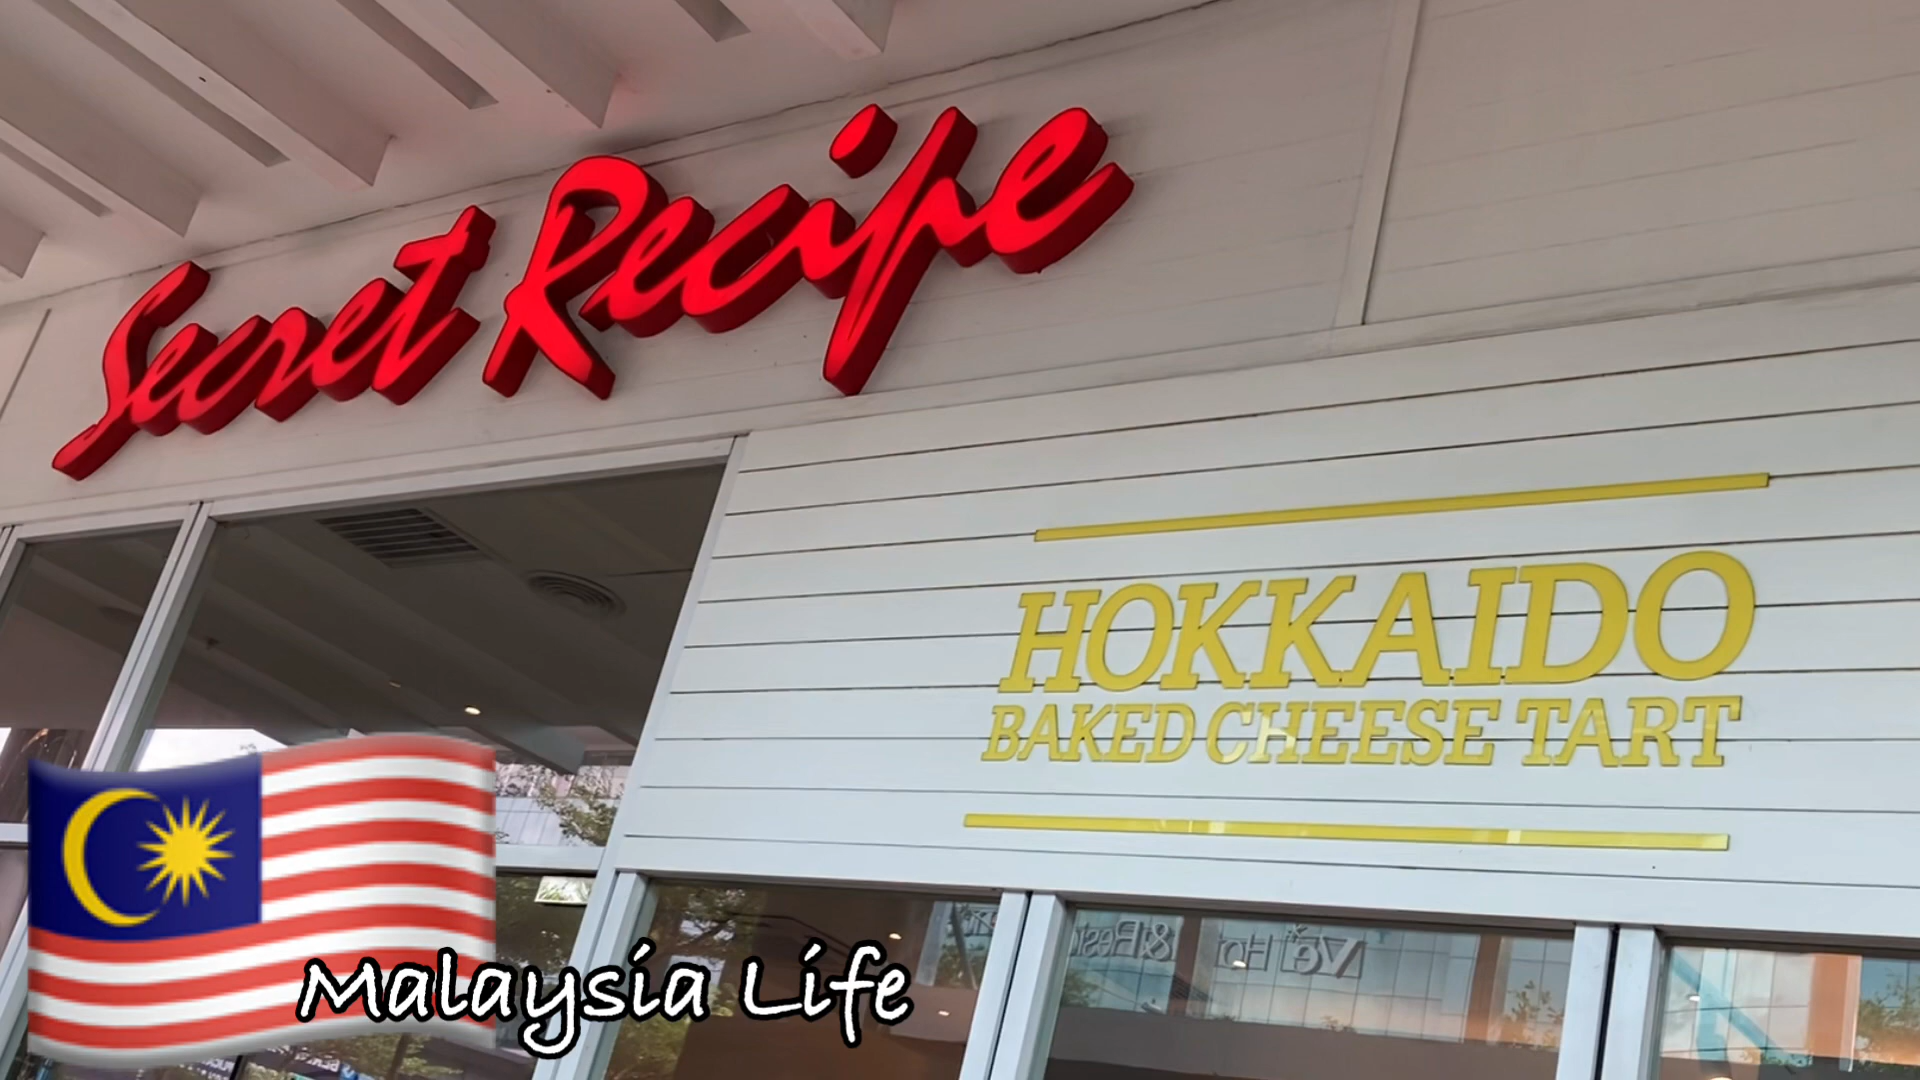 Secret Recipe
HOKKAIDO
BAKED CHEESE TART
Malaysia Life